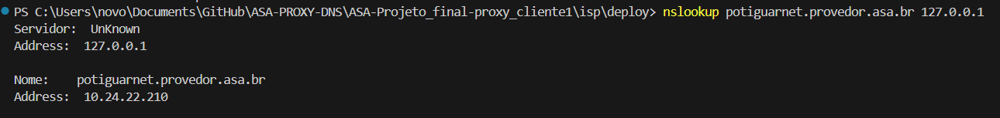 PS C:\Users\novo\Documents\GitHub\ASA-PROXY-DNS\ASA-Projeto_final-proxy_cliente1\isp\deploy> nslookup potiguarnet.provedor.asa.br 127.0.0.1
Servidor:  UnKnown
Address:  127.0.0.1
Nome:    potiguarnet.provedor.asa.br
Address:  10.24.22.210